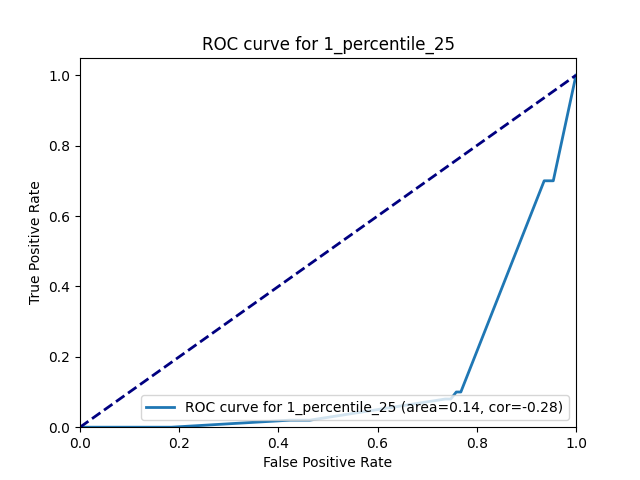 ROC curve for 1_percentile_25
True Positive Rate
1.0
0.8
0.6
0.4
0.2
0.0
ROC curve for 1_percentile_25 (area=0.14, cor=-0.28)
0.0 0.2 0.4 0.6 0.8 1.0
False Positive Rate